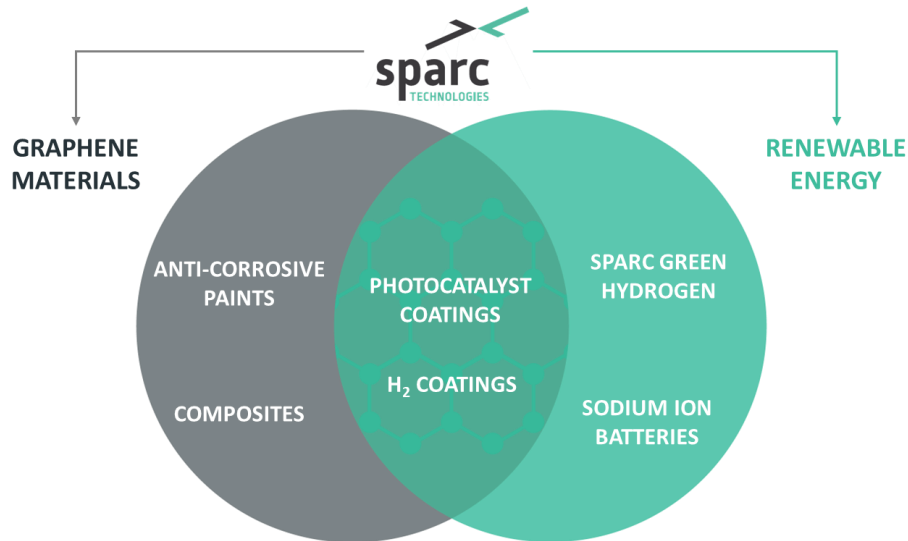 sparc
TECHNOLOGIES
GRAPHENE
MATERIALS
RENEWABLE
ENERGY
ANTI-CORROSIVE
PAINTS
COMPOSITES
PHOTOCATALYST
COATINGS
H₂ COATINGS
SPARC GREEN
HYDROGEN
SODIUM ION
BATTERIES